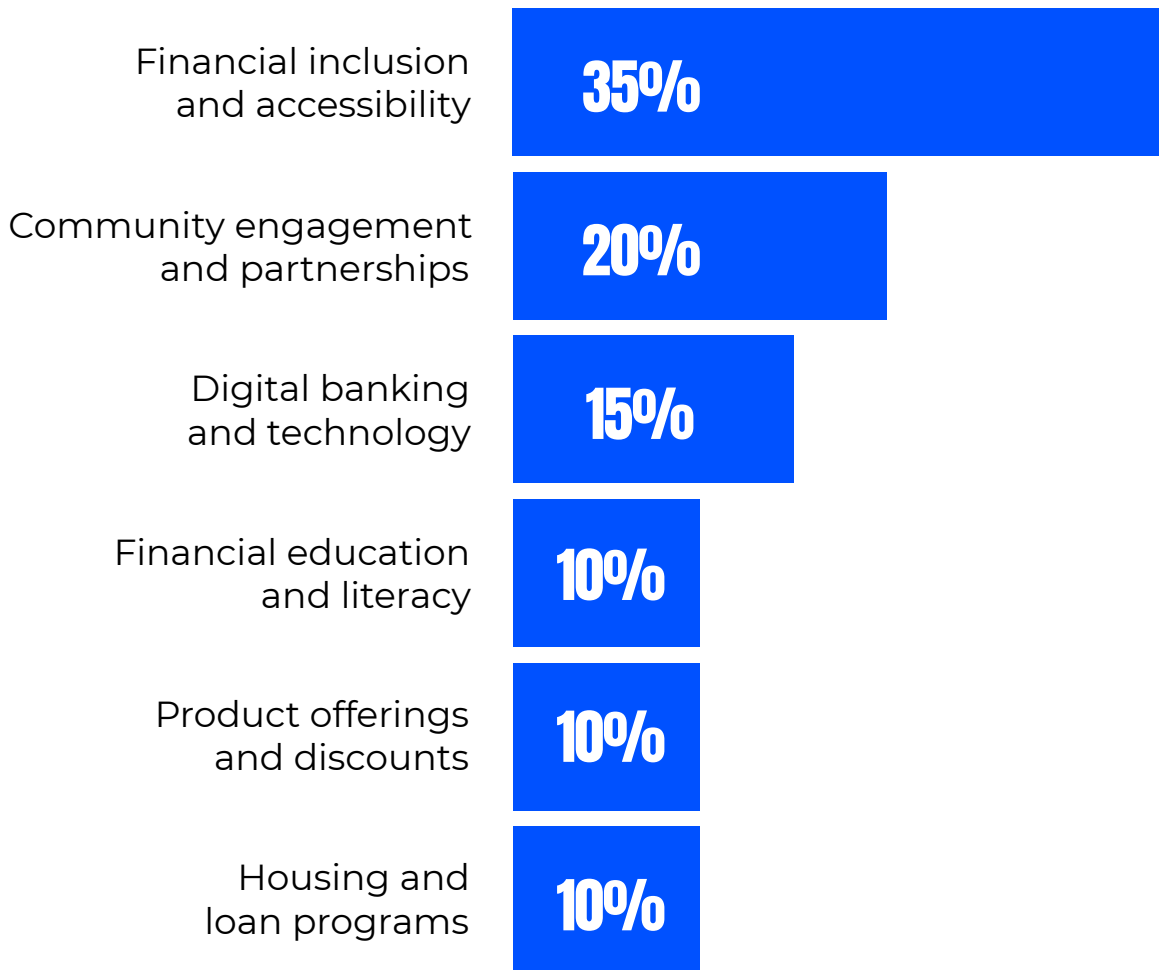 Financial inclusion
and accessibility
35%
Community engagement
and partnerships
20%
Digital banking
and technology
15%
Financial education
and literacy
10%
Product offerings
and discounts
10%
Housing and
loan programs
10%